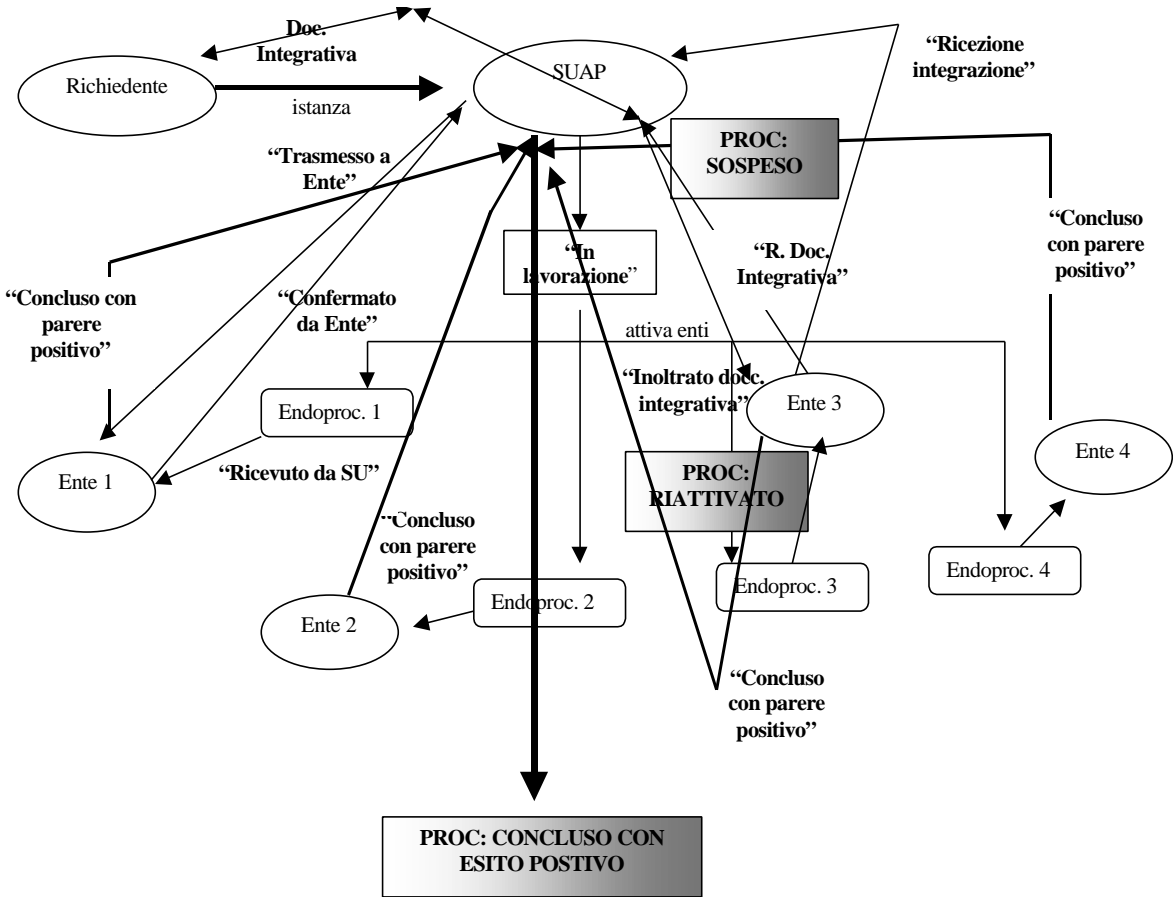 Doc.
Integrativa
“Ricezione
integrazione”
Richiedente
SUAP
istanza
PROC:
SOSPESO
“Trasmesso a
Ente”
“Concluso
con parere
positivo”
“In
lavorazione”
“R. Doc.
Integrativa”
“Concluso con
parere
positivo”
“Confermato
da Ente”
attiva enti
“Inoltrato docc.
integrativa”
Endoproc. 1
Ente 3
Ente 4
Ente 1
“Ricevuto da SU”
PROC:
RIATTIVATO
“Concluso
con parere
positivo”
Endoproc. 4
Endoproc. 3
Endoproc. 2
Ente 2
“Concluso
con parere
positivo”
PROC: CONCLUSO CON
ESITO POSTIVO